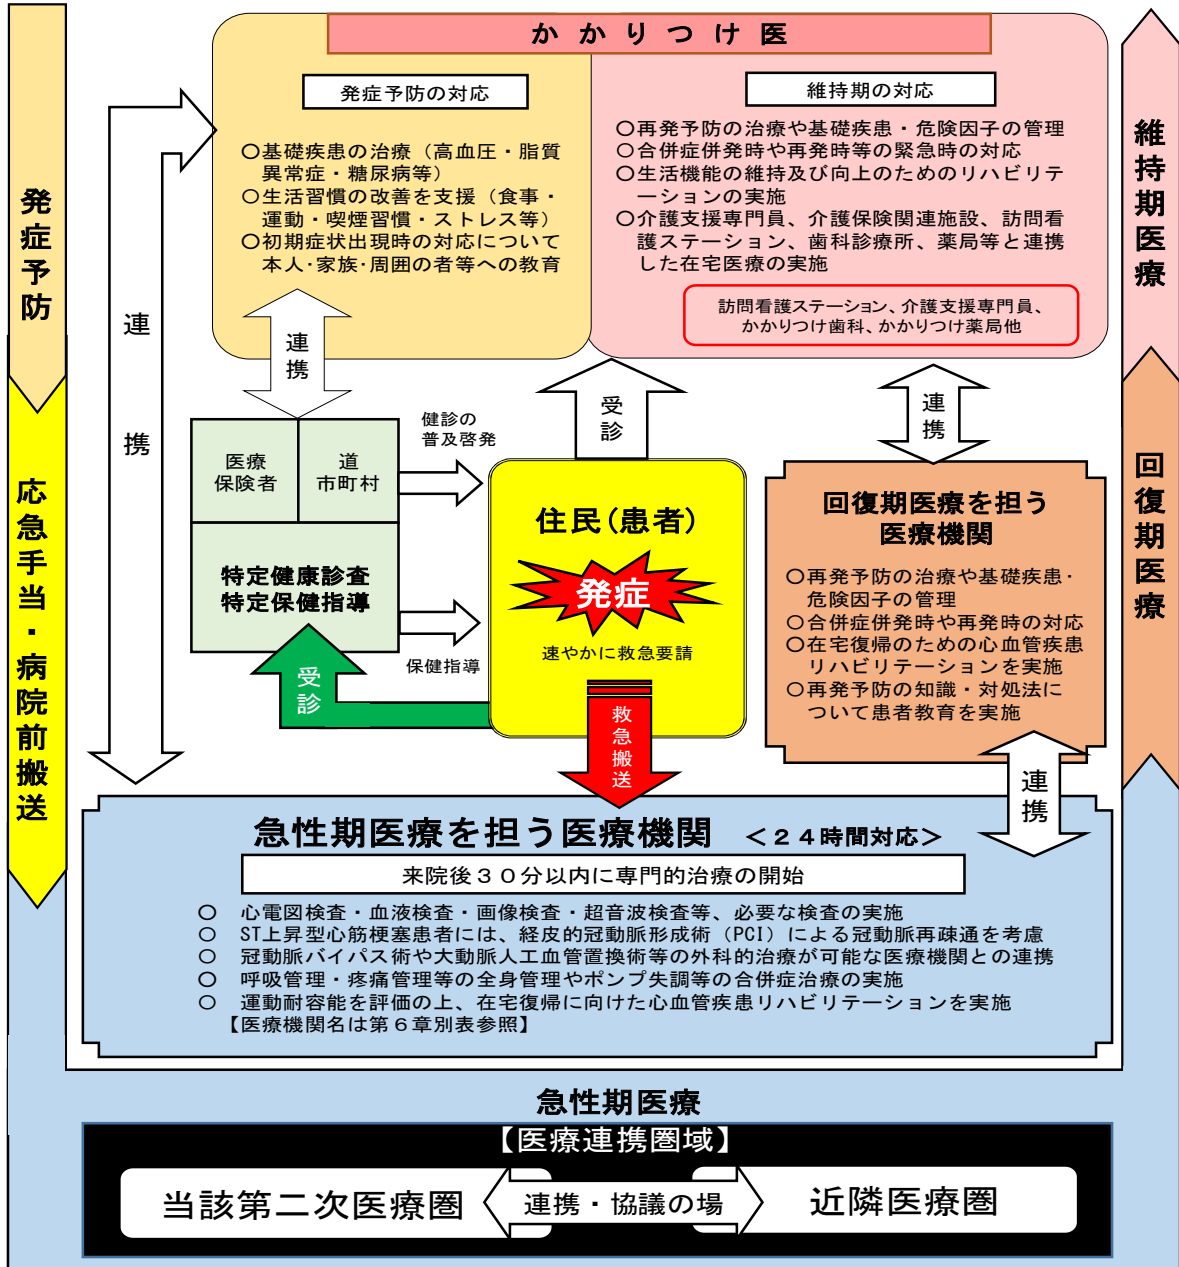 かかりつけ医
発症予防の対応
○基礎疾患の治療（高血圧・脂質
異常症・糖尿病等）
○生活習慣の改善を支援（食事・
運動・喫煙習慣・ストレス等）
○初期症状出現時の対応について
本人・家族・周囲の者等への教育
維持期の対応
○再発予防の治療や基礎疾患・危険因子の管理
○合併症併発時や再発時等の緊急時の対応
○生活機能の維持及び向上のためのリハビリテ
ーションの実施
○介護支援専門員、介護保険関連施設、訪問看
護ステーション、歯科診療所、薬局等と連携
した在宅医療の実施
訪問看護ステーション、介護支援専門員、
かかりつけ歯科、かかりつけ薬局他
発症予防
応急手当・病院前搬送
維持期医療
回復期医療
連携
連携
受診
連携
医療
保険者
道
市町村
特定健康診査
特定保健指導
健診の
普及啓発
保健指導
受診
住民（患者）
発症
速やかに救急要請
救急搬送
回復期医療を担う
医療機関
○再発予防の治療や基礎疾患・
危険因子の管理
○合併症併発時や再発時の対応
○在宅復帰のための心血管疾患
リハビリテーションを実施
○再発予防の知識・対処法に
ついて患者教育を実施
連携
急性期医療を担う医療機関 ＜２４時間対応＞
来院後３０分以内に専門的治療の開始
○ 心電図検査・血液検査・画像検査・超音波検査等、必要な検査の実施
○ ST上昇型心筋梗塞患者には、経皮的冠動脈形成術（PCI）による冠動脈再疎通を考慮
○ 冠動脈バイパス術や大動脈人工血管置換術等の外科的治療が可能な医療機関との連携
○ 呼吸管理・疼痛管理等の全身管理やポンプ失調等の合併症治療の実施
○ 運動耐容能を評価の上、在宅復帰に向けた心血管疾患リハビリテーションを実施
【医療機関名は第６章別表参照】
急性期医療
【医療連携圏域】
当該第二次医療圏
連携・協議の場
近隣医療圏